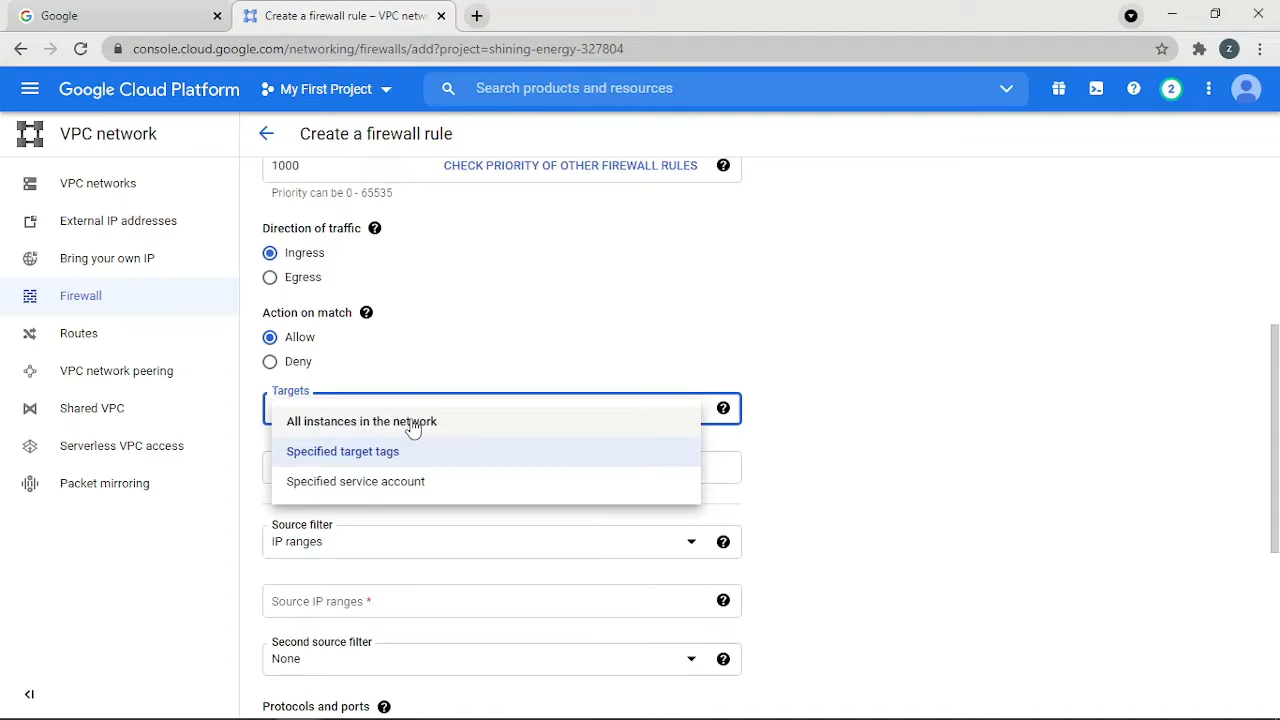 Google
Create a firewall rule – VPC netw
console.cloud.google.com/networking/firewalls/add?project=shining-energy-327804
z
Google Cloud Platform
My First Project
Search products and resources
2
VPC network
Create a firewall rule
VPC networks
External IP addresses
Bring your own IP
Firewall
Routes
VPC network peering
Shared VPC
Serverless VPC access
Packet mirroring
1000
CHECK PRIORITY OF OTHER FIREWALL RULES
Priority can be 0 - 65535
Direction of traffic
Ingress
Egress
Action on match
Allow
Deny
Targets
All instances in the network
Specified target tags
Specified service account
Source filter
IP ranges
Source IP ranges *
Second source filter
None
Protocols and ports